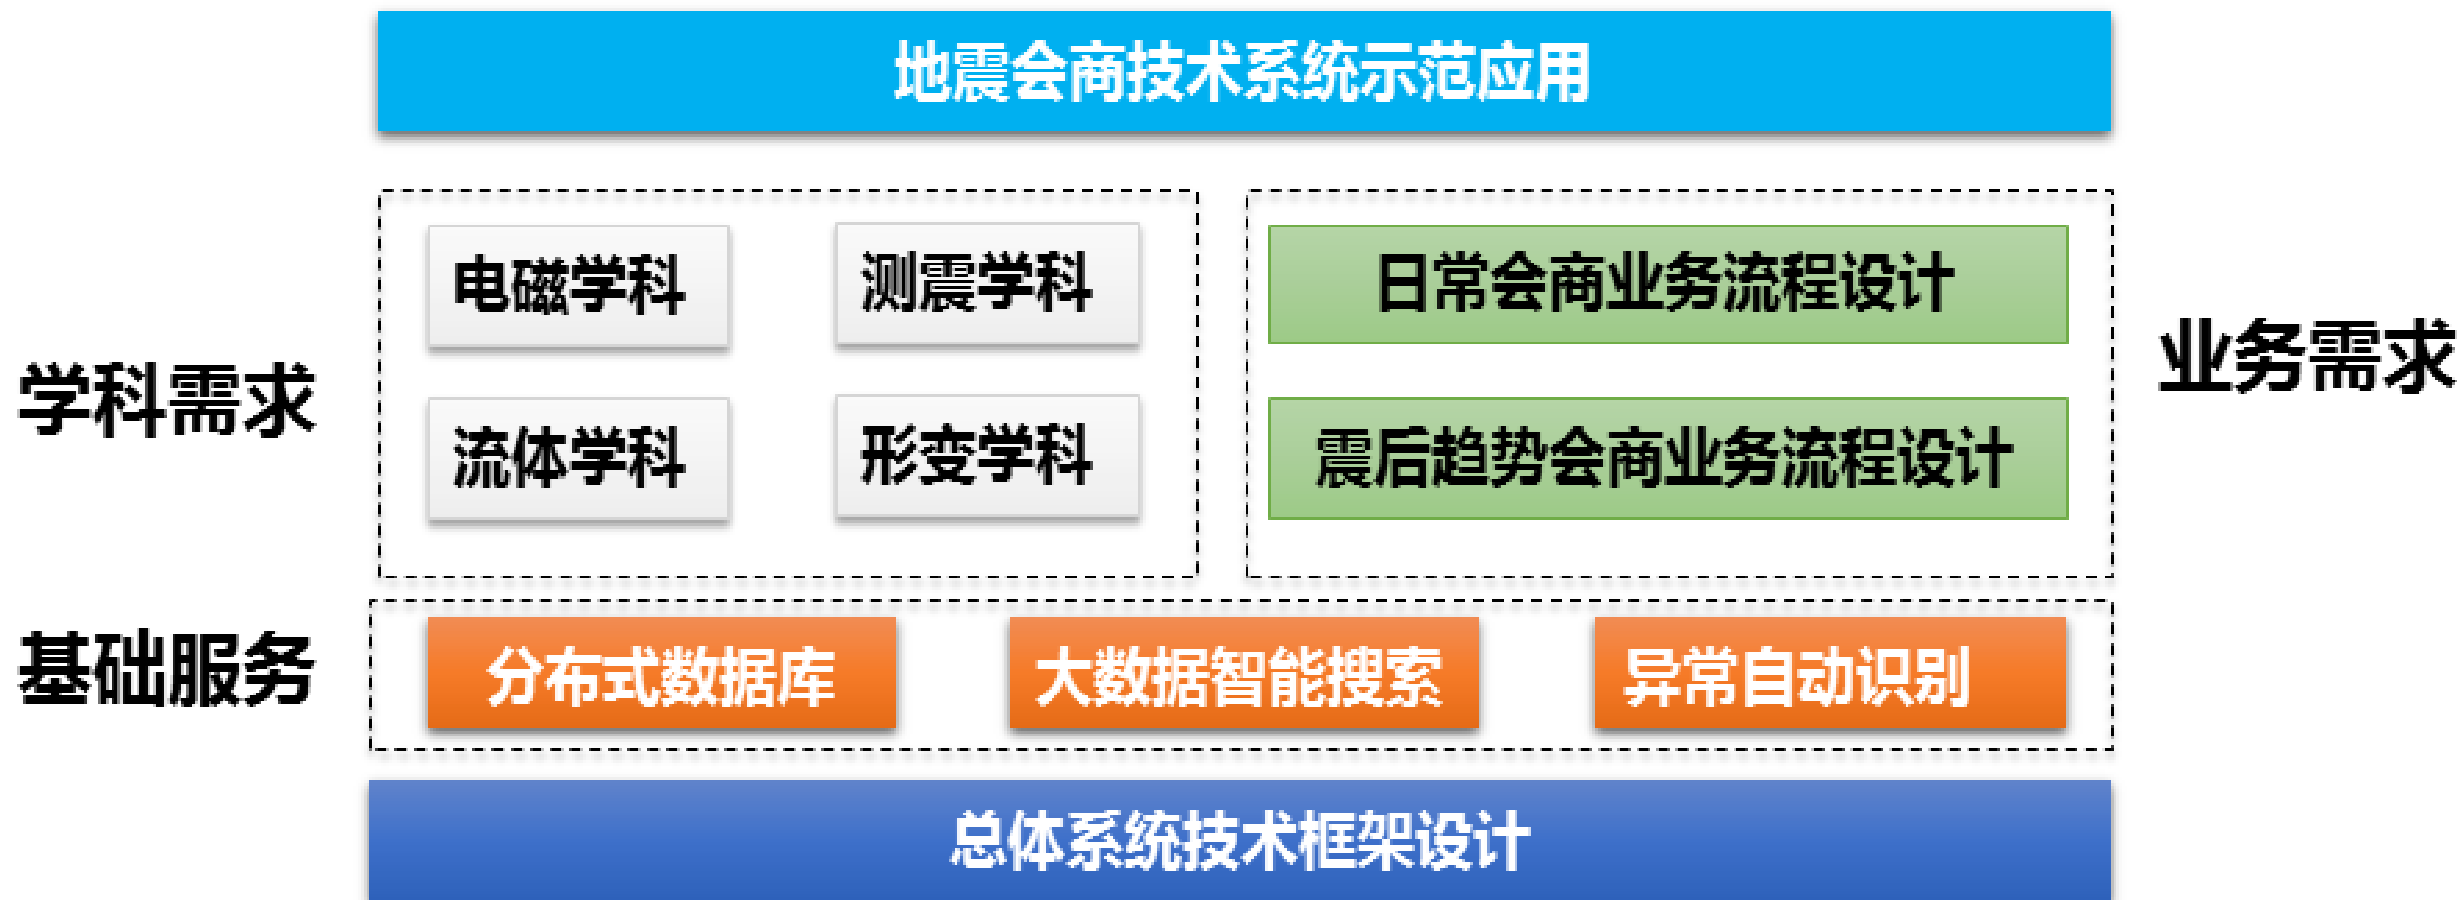 地震会商技术系统示范应用
学科需求
电磁学科
测震学科
流体学科
形变学科
日常会商业务流程设计
震后趋势会商业务流程设计
业务需求
基础服务
分布式数据库
大数据智能搜索
异常自动识别
总体系统技术框架设计